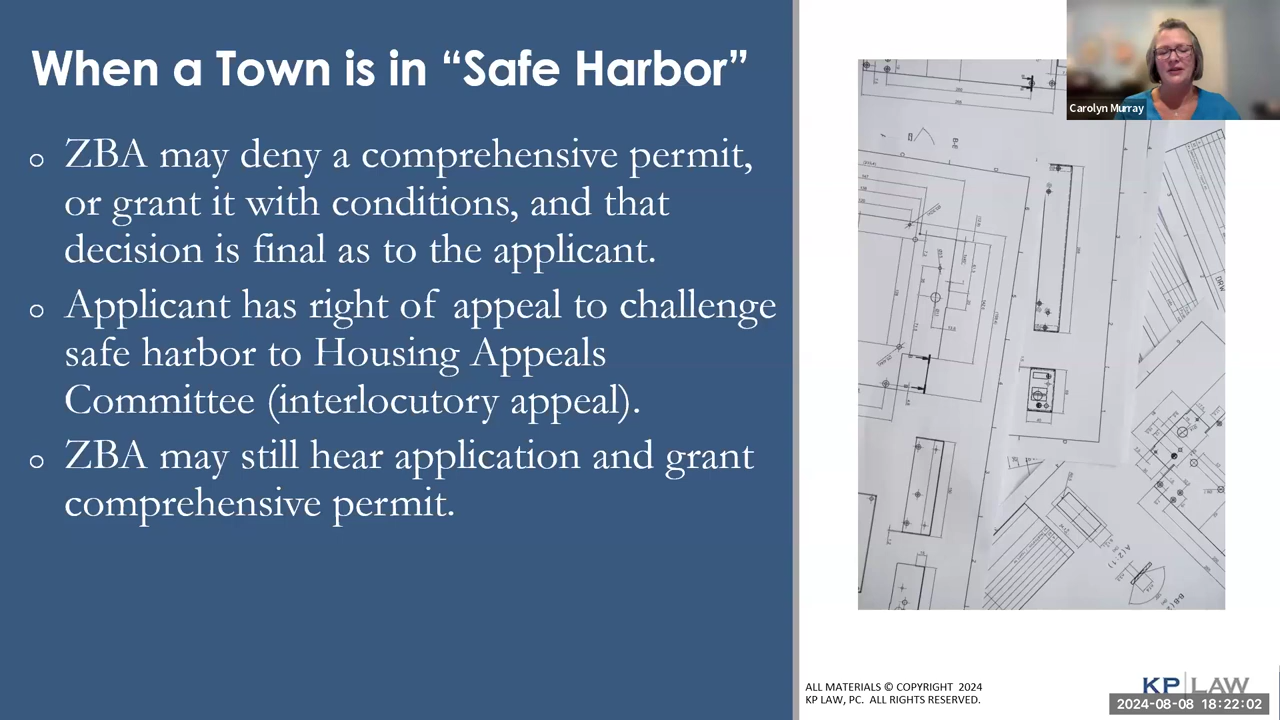 When a Town is in “Safe Harbor”
o ZBA may deny a comprehensive permit,
or grant it with conditions, and that
decision is final as to the applicant.
o Applicant has right of appeal to challenge
safe harbor to Housing Appeals
Committee (interlocutory appeal).
o ZBA may still hear application and grant
comprehensive permit.
Carolyn Murray
DRW
ALL MATERIALS © COPYRIGHT 2024
KP LAW, PC. ALL RIGHTS RESERVED.
KP | LAW
2024-08-08 18:22:02